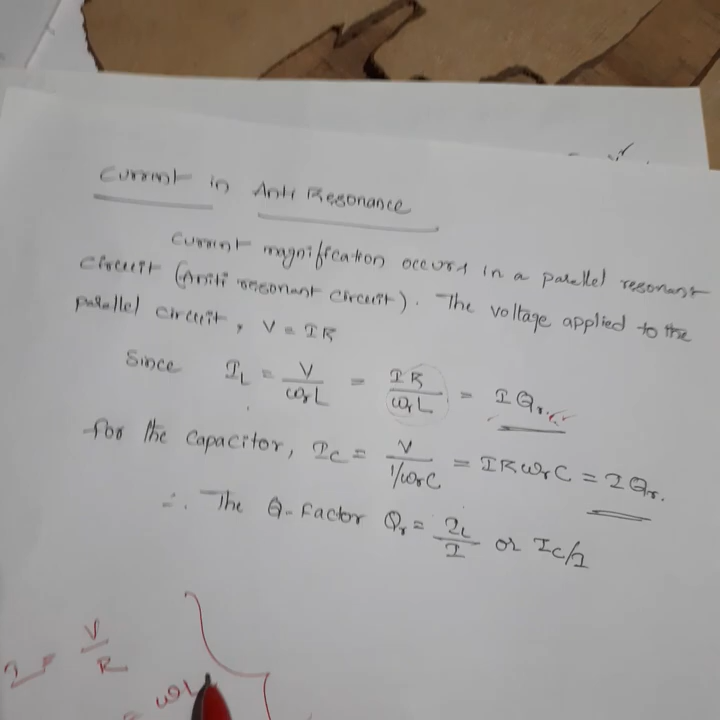 Current in Anti Resonance
Current magnification occurs in a parallel resonant
circuit (Anti resonant circuit). The voltage applied to the
parallel circuit, V = IR
Since I_L = V/ω_rL = IR/ω_rL = IQ_r.
for the capacitor, I_C = V/(1/ω_rC) = IRω_rC = IQ_r.
∴ The Q-factor Q_r = I_L/I or I_C/I
I = V/R
= ωL